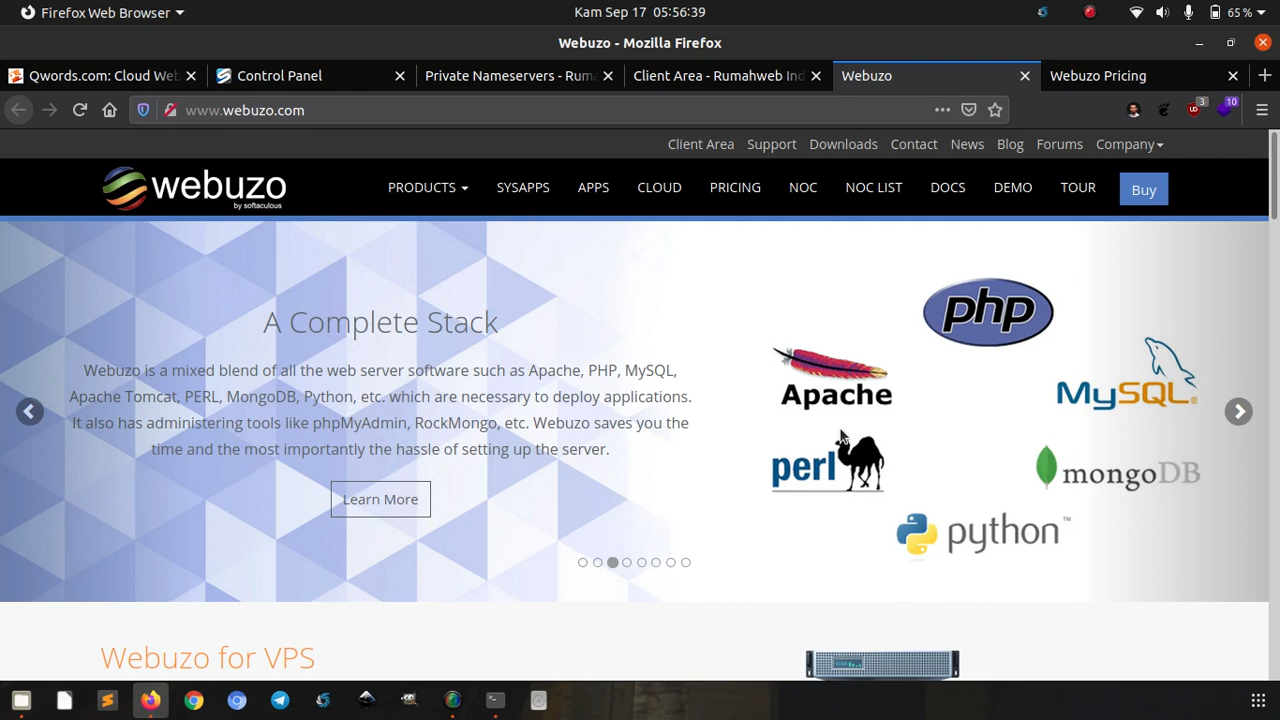 Firefox Web Browser
Kam Sep 17 05:56:39
65 %
Webuzo - Mozilla Firefox
Qwords.com: Cloud Web
Control Panel
Private Nameservers - Ruma
Client Area - Rumahweb Ind
Webuzo
Webuzo Pricing
www.webuzo.com
3
10
Client Area Support Downloads Contact News Blog Forums Company
webuzo
by softaculous
PRODUCTS SYSAPPS APPS CLOUD PRICING NOC NOC LIST DOCS DEMO TOUR Buy
A Complete Stack
Webuzo is a mixed blend of all the web server software such as Apache, PHP, MySQL,
Apache Tomcat, PERL, MongoDB, Python, etc. which are necessary to deploy applications.
It also has administering tools like phpMyAdmin, RockMongo, etc. Webuzo saves you the
time and the most importantly the hassle of setting up the server.
Learn More
php
Apache
MySQL®
perl
mongoDB
python™
Webuzo for VPS